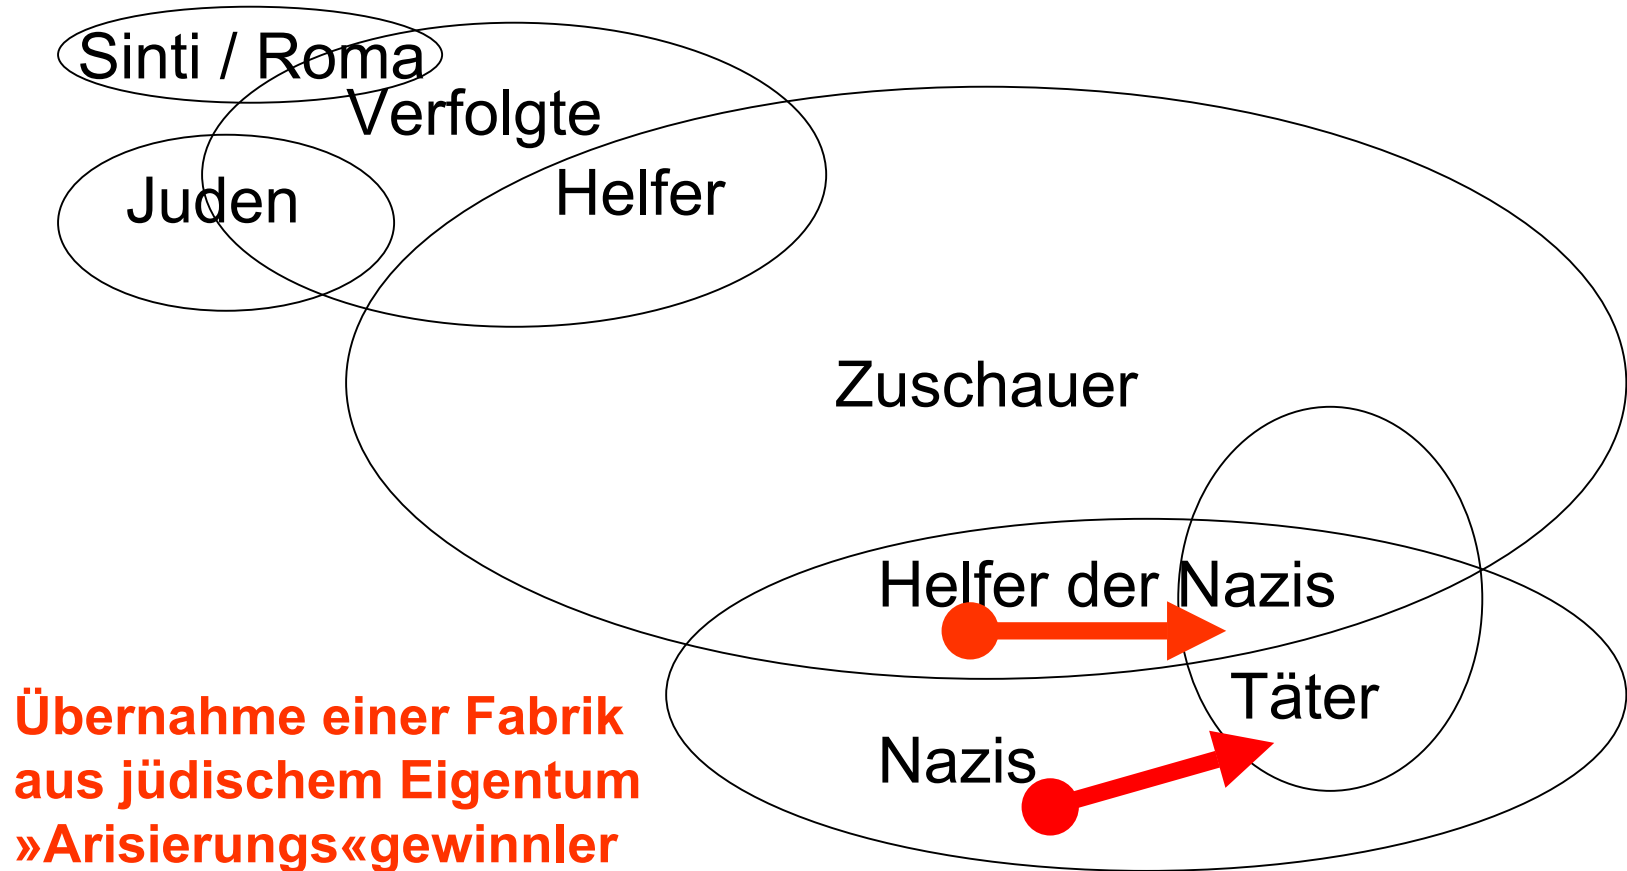 Sinti / Roma
Verfolgte
Helfer
Juden
Zuschauer
Helfer der Nazis
Täter
Nazis
Übernahme einer Fabrik
aus jüdischem Eigentum
»Arisierungs«gewinnler